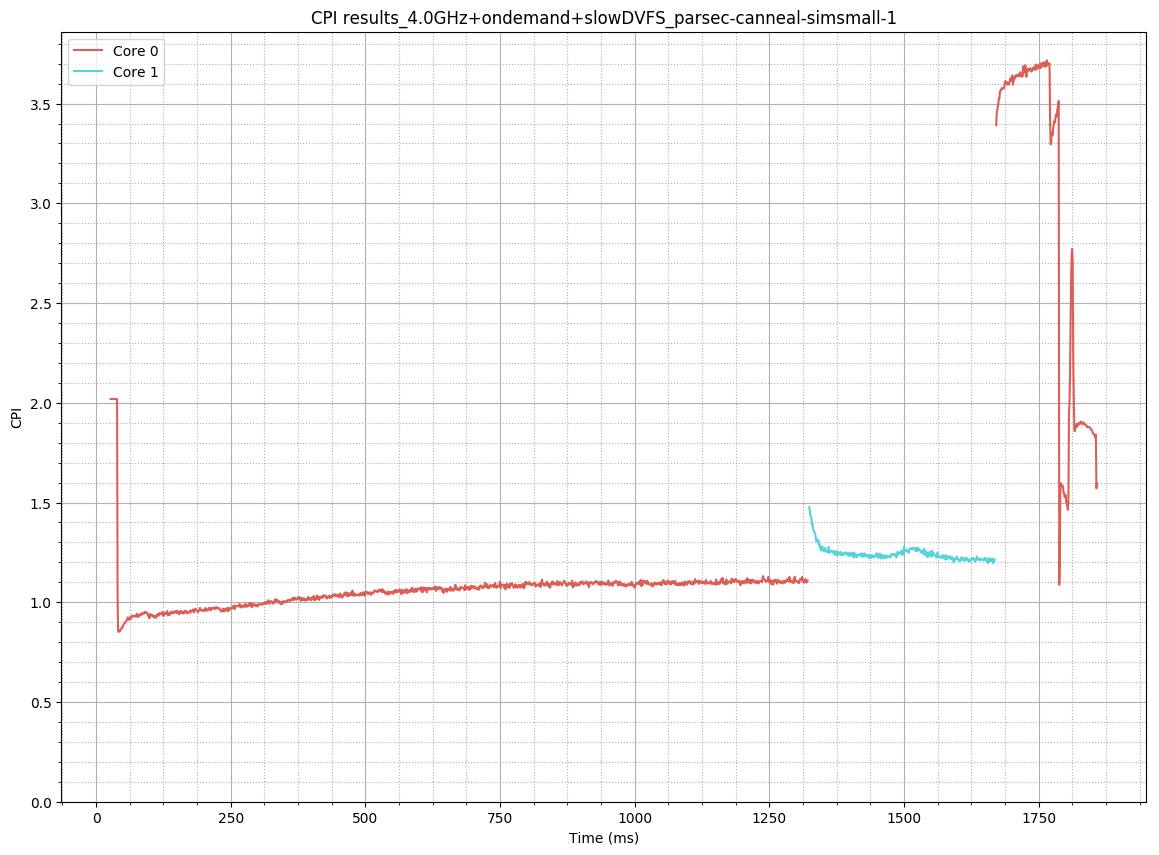 CPI results_4.0GHz+ondemand+slowDVFS_parsec-canneal-simsmall-1
Core 0
Core 1
3.5
3.0
2.5
2.0
1.5
1.0
0.5
0.0
CPI
0 250 500 750 1000 1250 1500 1750
Time (ms)